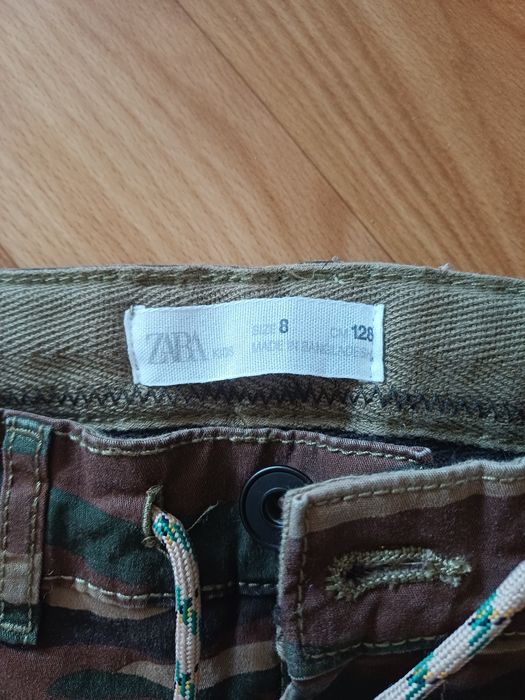 ZARA KIDS SIZE 8 CM 128
MADE IN BANGLADESH